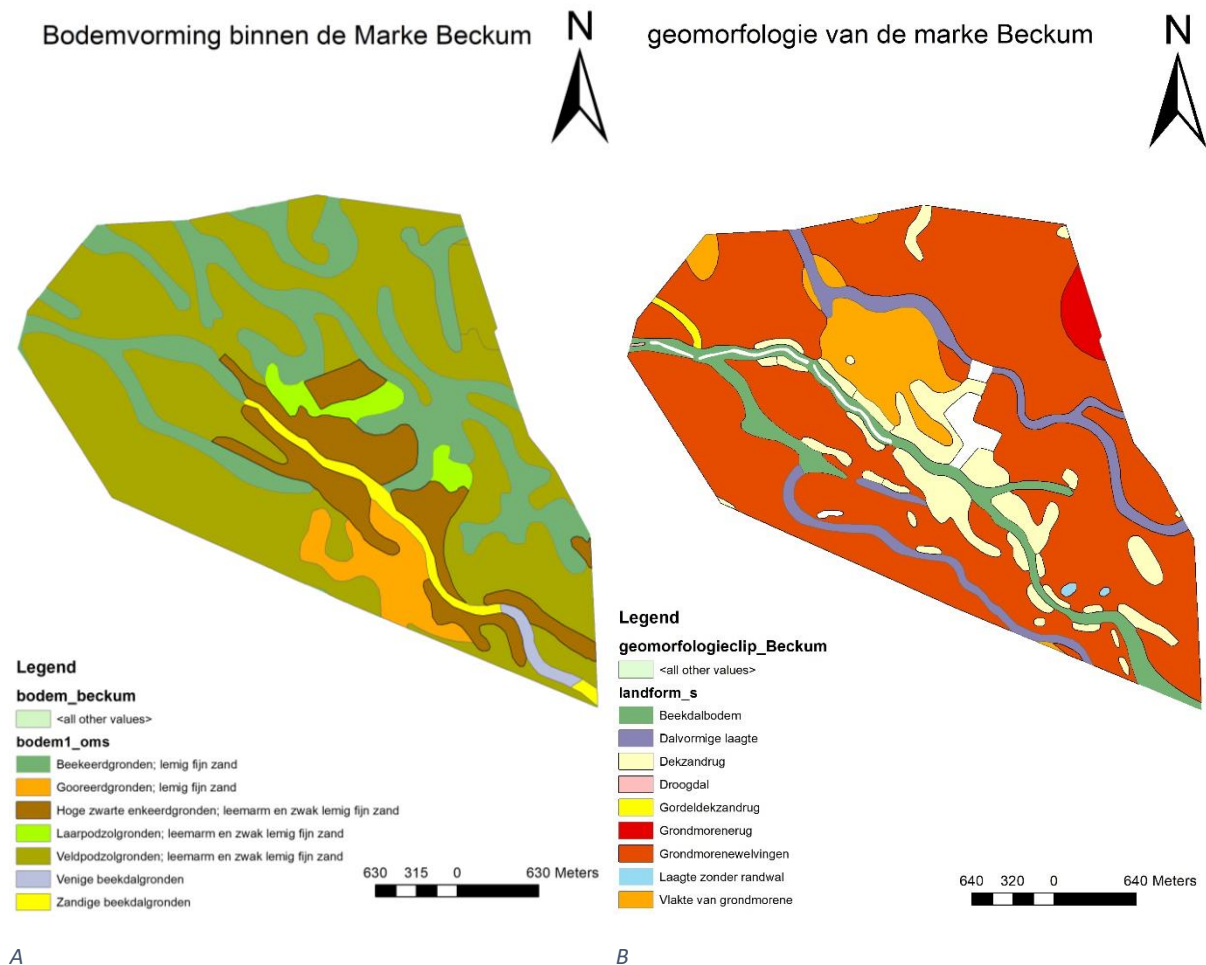 Bodemvorming binnen de Marke Beckum
N
Legend
bodem_beckum
<all other values>
bodem1_oms
Beekeerdgronden; lemig fijn zand
Gooreerdgronden; lemig fijn zand
Hoge zwarte enkeerdgronden; leemarm en zwak lemig fijn zand
Laarpodzolgronden; leemarm en zwak lemig fijn zand
Veldpodzolgronden; leemarm en zwak lemig fijn zand
Venige beekdalgronden
Zandige beekdalgronden
630 315 0 630 Meters
A
geomorfologie van de marke Beckum
N
Legend
geomorfologieclip_Beckum
<all other values>
landform_s
Beekdalbodem
Dalvormige laagte
Dekzandrug
Droogdal
Gordeldekzandrug
Grondmorenerug
Grondmorenewelvingen
Laagte zonder randwal
Vlakte van grondmorene
640 320 0 640 Meters
B